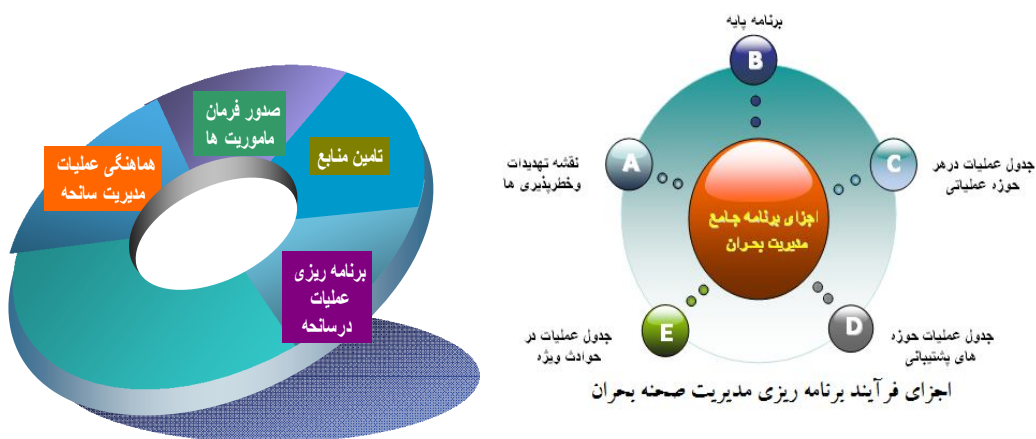 صدور فرمان
ماموریت ها
تامین منابع
هماهنگی عملیات
مدیریت سانحه
برنامه ریزی
عملیات
درسانحه
برنامه پایه
B
A
نقشه تهدیدات
وخطرپذیری ها
C
جدول عملیات درهر
حوزه عملیاتی
اجزای برنامه جامع
مدیریت بحران
E
جدول عملیات در
حوادث ویژه
D
جدول عملیات حوزه
های پشتیبانی
اجزای فرآیند برنامه ریزی مدیریت صحنه بحران